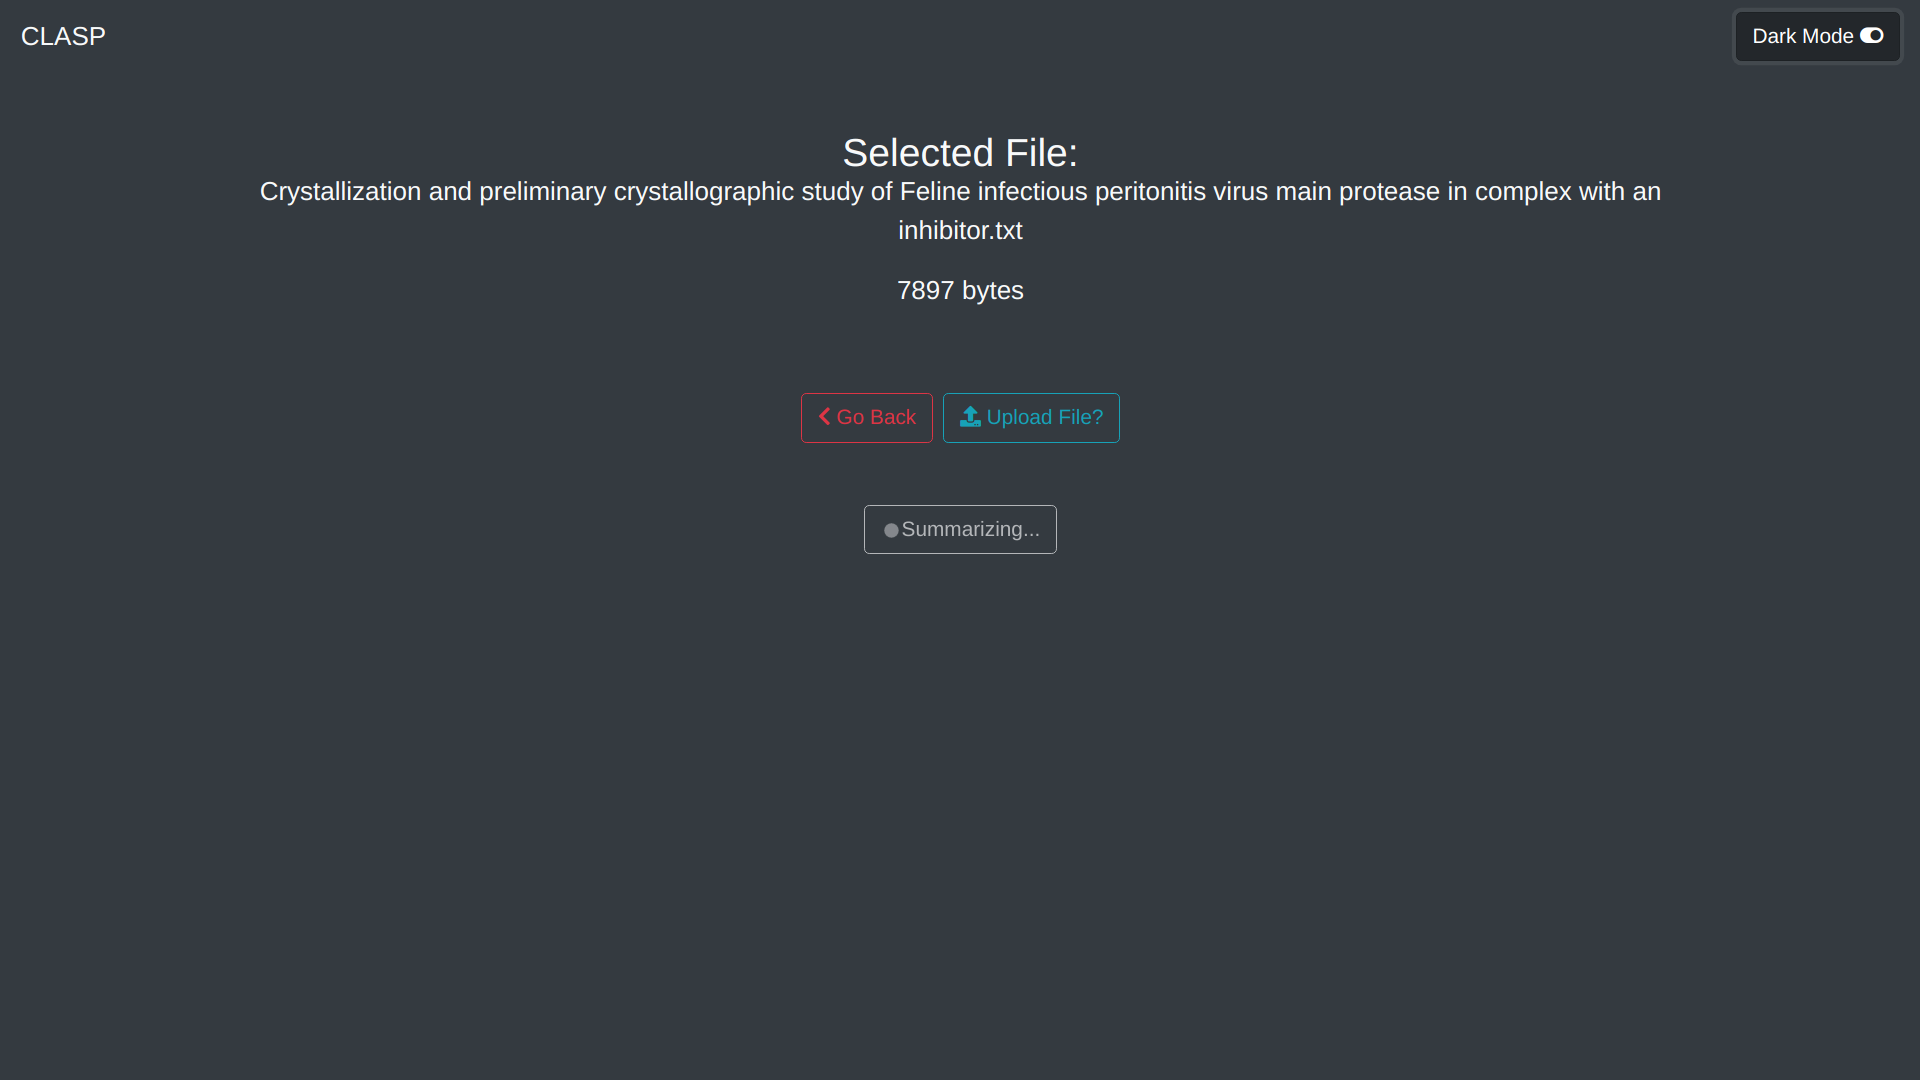 CLASP
Dark Mode
Selected File:
Crystallization and preliminary crystallographic study of Feline infectious peritonitis virus main protease in complex with an
inhibitor.txt
7897 bytes
Go Back
Upload File?
Summarizing...